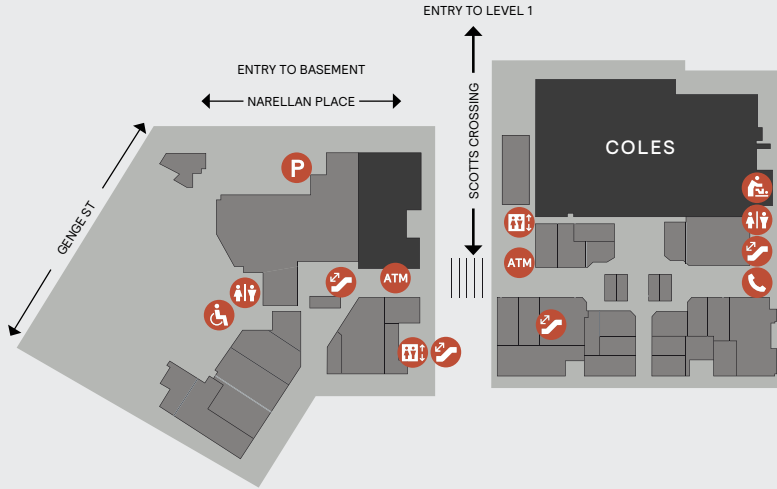 ENTRY TO LEVEL 1
ENTRY TO BASEMENT
NARELLAN PLACE
SCOTTS CROSSING
COLES
P
GENGE ST
ATM
ATM